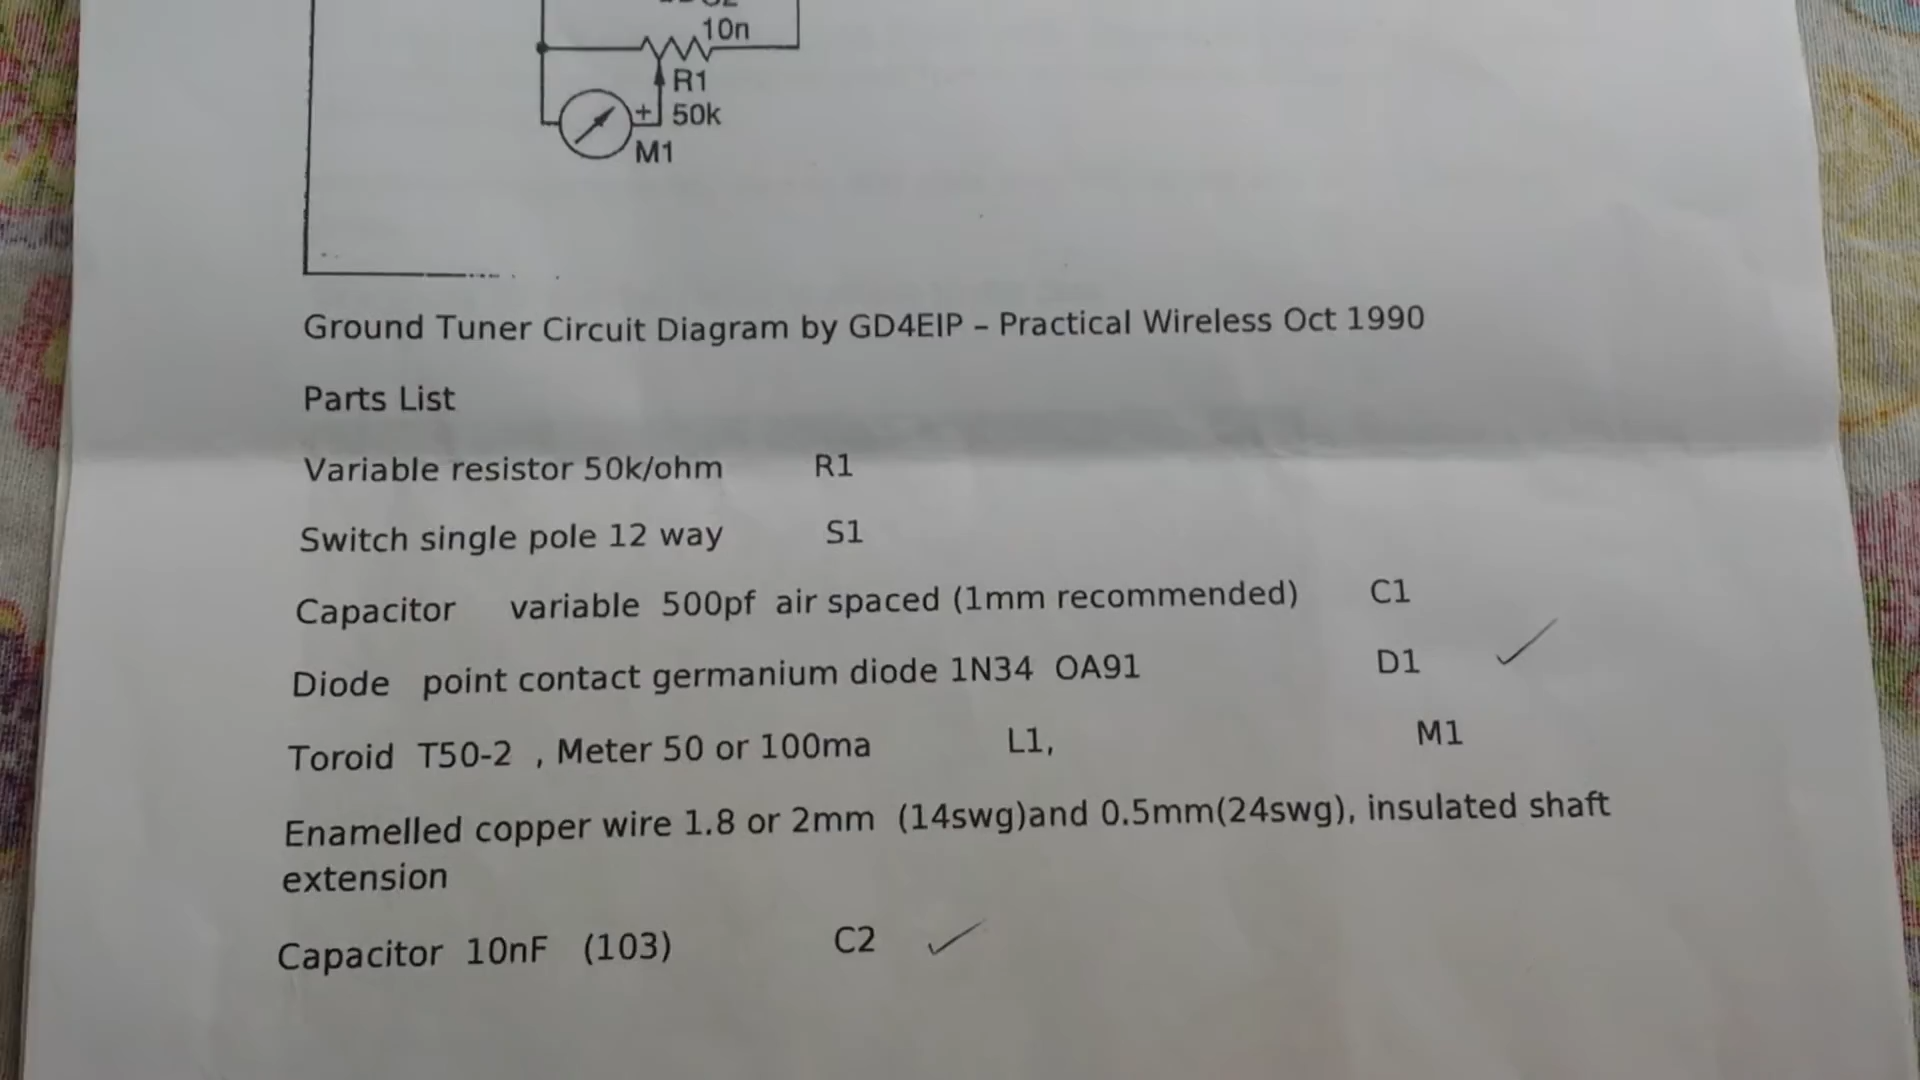 10n
R1
+ 50k
M1
Ground Tuner Circuit Diagram by GD4EIP – Practical Wireless Oct 1990
Parts List
Variable resistor 50k/ohm R1
Switch single pole 12 way S1
Capacitor variable 500pf air spaced (1mm recommended) C1
Diode point contact germanium diode 1N34 OA91 D1
Toroid T50-2 , Meter 50 or 100ma L1, M1
Enamelled copper wire 1.8 or 2mm (14swg)and 0.5mm(24swg), insulated shaft
extension
Capacitor 10nF (103) C2